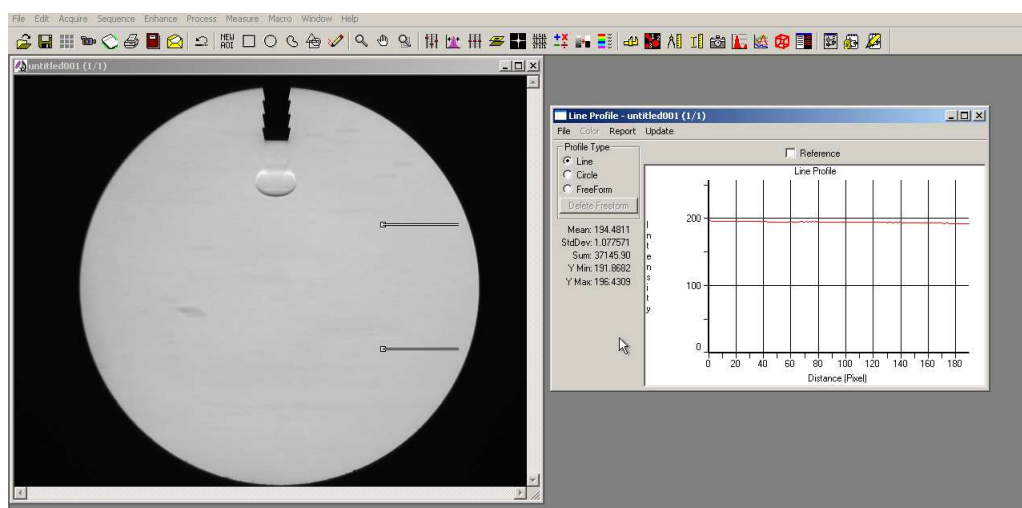 File Edit Acquire Sequence Enhance Process Measure Macro Window Help
NEW
AOI
untitled001 (1/1)
Line Profile - untitled001 (1/1)
File Color Report Update
Profile Type
Line
Circle
FreeForm
Delete Freeform
Mean: 194.4811
StdDev: 1.077571
Sum: 37145.90
Y Min: 191.8682
Y Max: 196.4309
Reference
Line Profile
Intensity
200
100
0
0 20 40 60 80 100 120 140 160 180
Distance (Pixel)